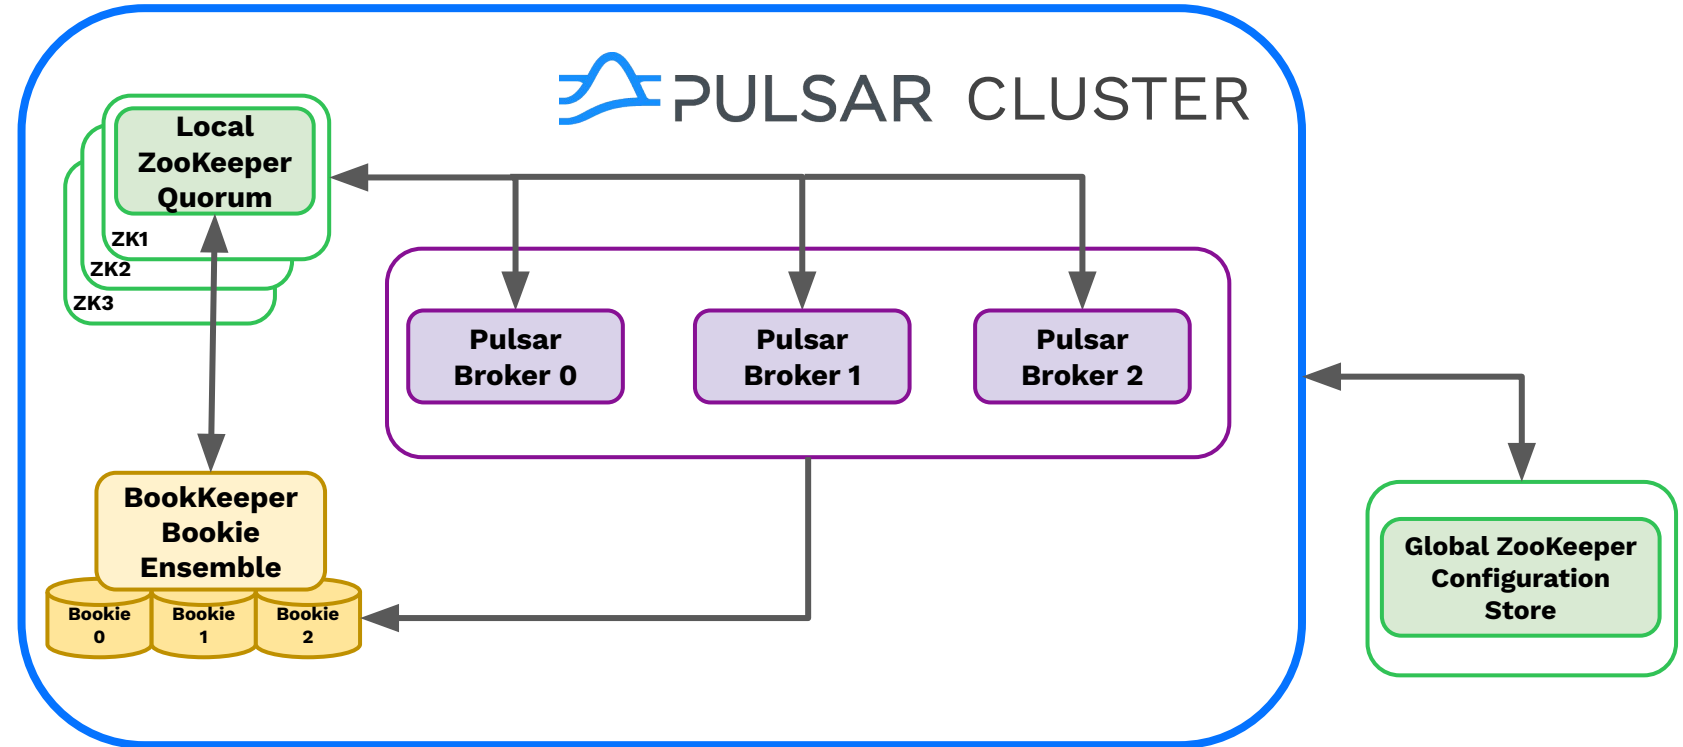 PULSAR CLUSTER
Local
ZooKeeper
Quorum
ZK1
ZK2
ZK3
Pulsar
Broker 0
Pulsar
Broker 1
Pulsar
Broker 2
BookKeeper
Bookie
Ensemble
Bookie
0
Bookie
1
Bookie
2
Global ZooKeeper
Configuration
Store